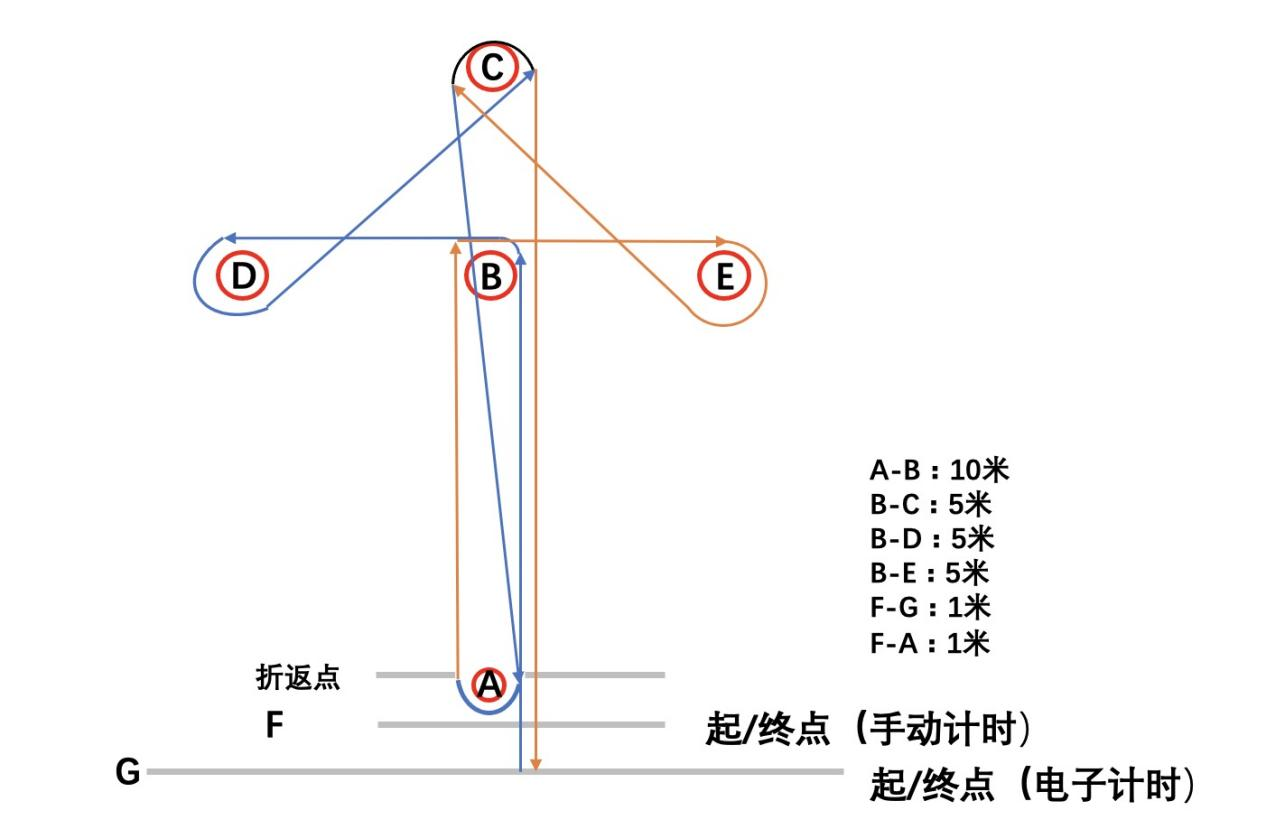 C
D
B
E
A-B：10米
B-C：5米
B-D：5米
B-E：5米
F-G：1米
F-A：1米
折返点
A
F
起/终点（手动计时）
G
起/终点（电子计时）